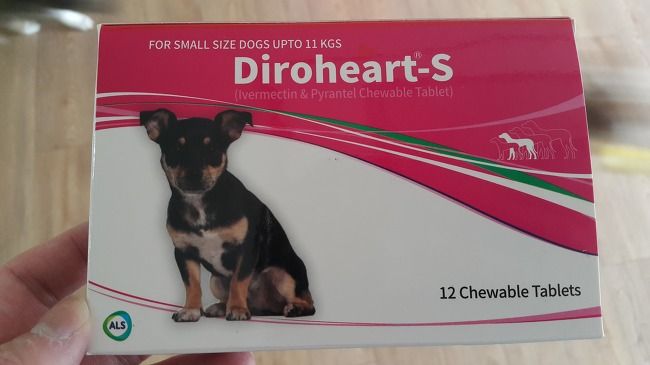 FOR SMALL SIZE DOGS UPTO 11 KGS
Diroheart®-S
(Ivermectin & Pyrantel Chewable Tablet)
12 Chewable Tablets
ALS